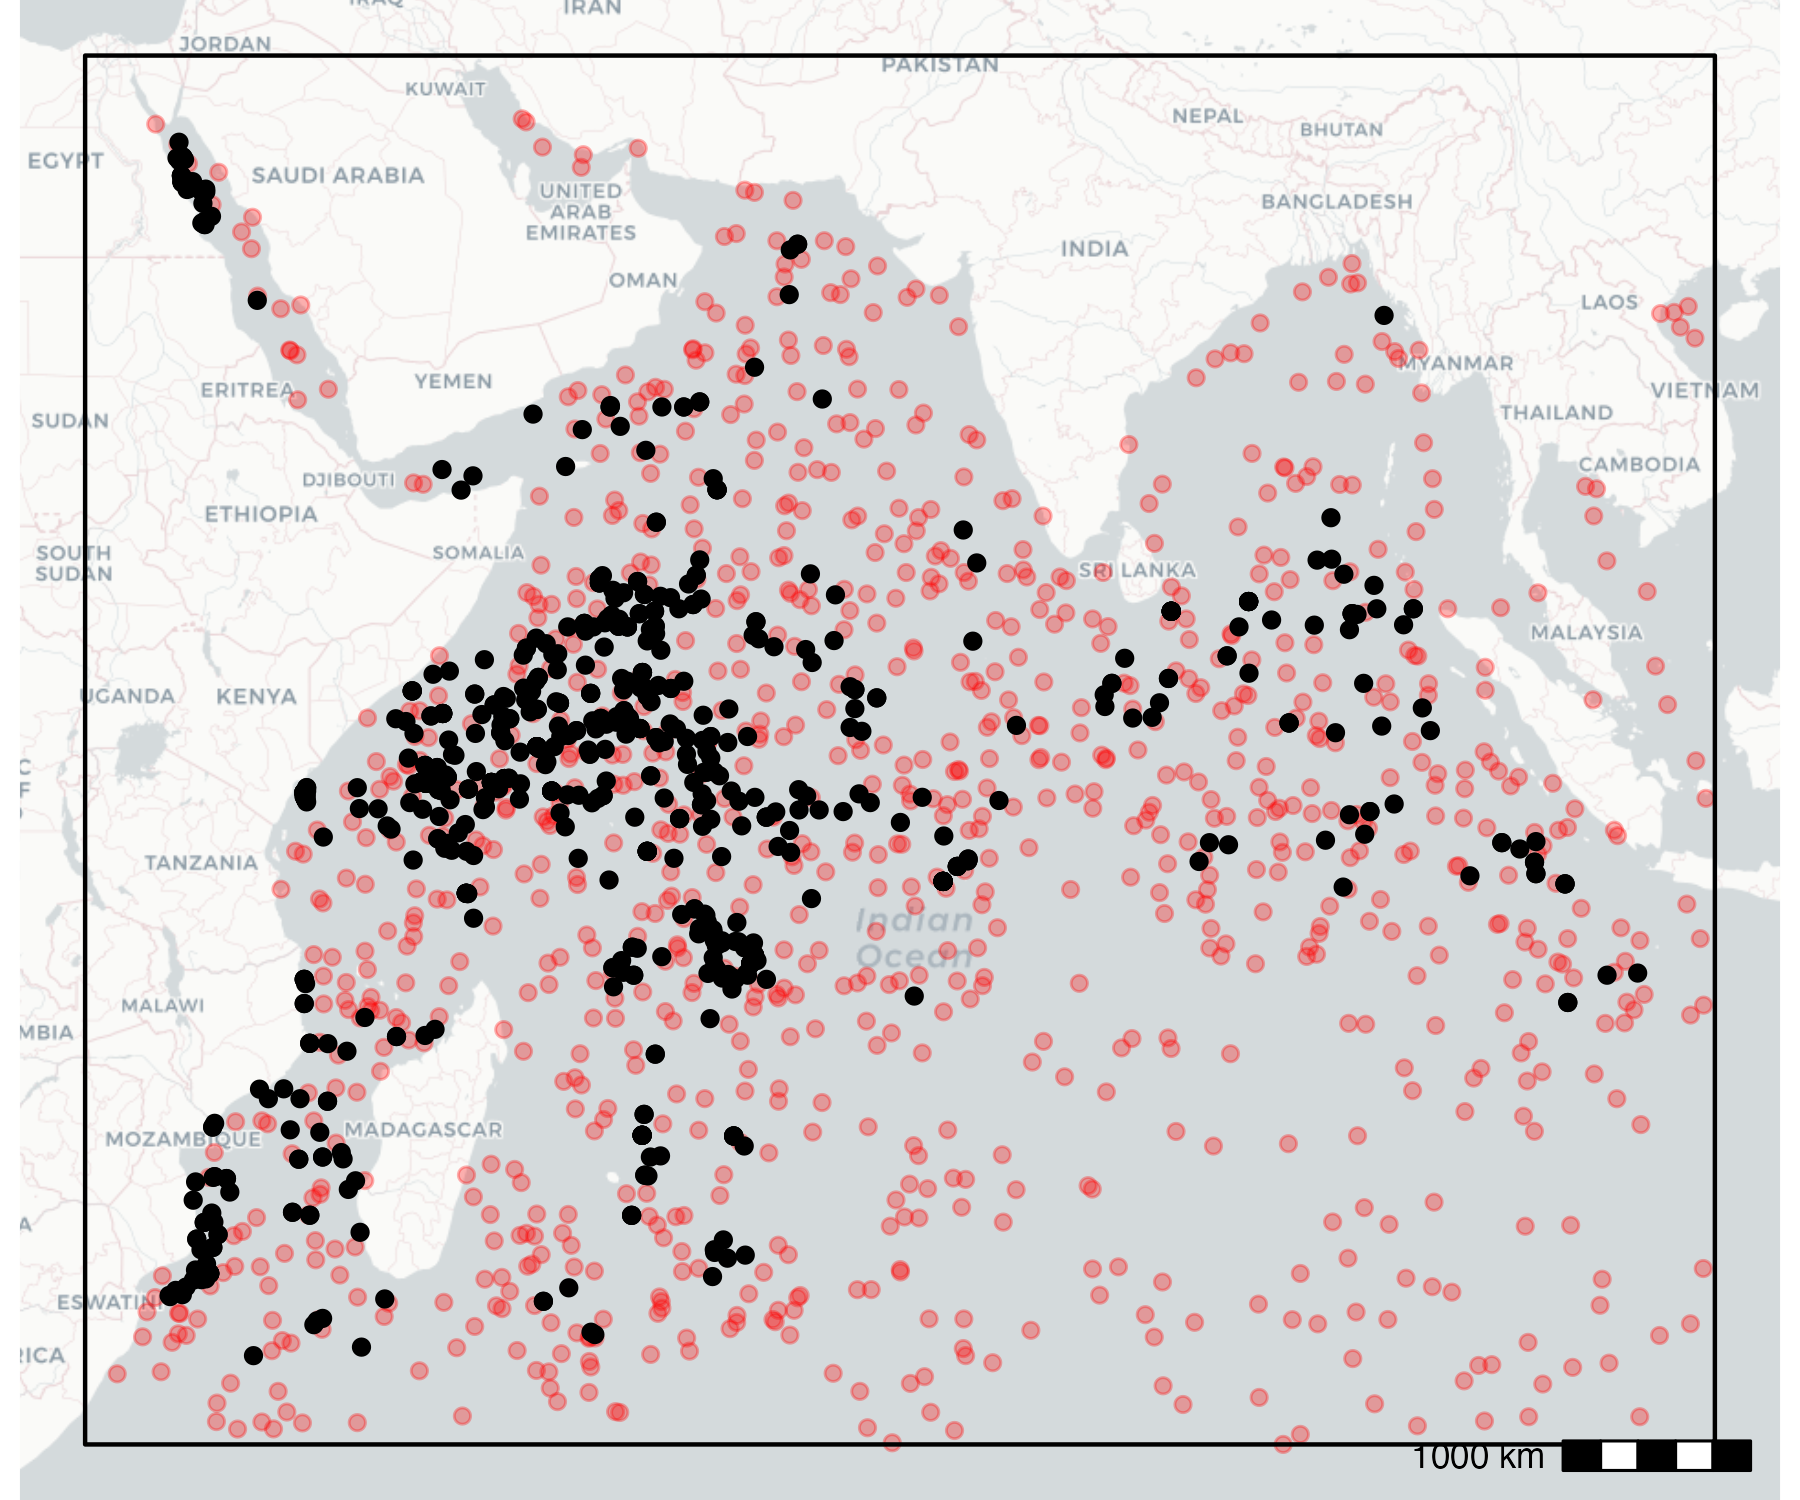 IRAQ
IRAN
JORDAN
PAKISTAN
KUWAIT
NEPAL
BHUTAN
EGYPT
SAUDI ARABIA
UNITED
ARAB
EMIRATES
BANGLADESH
INDIA
OMAN
LAOS
MYANMAR
ERITREA
YEMEN
VIETNAM
SUDAN
THAILAND
DJIBOUTI
CAMBODIA
ETHIOPIA
SOUTH
SUDAN
SOMALIA
SRI LANKA
MALAYSIA
UGANDA
KENYA
C
F
TANZANIA
Indian
Ocean
MALAWI
MBIA
MOZAMBIQUE
MADAGASCAR
A
ESWATINI
RICA
1000 km